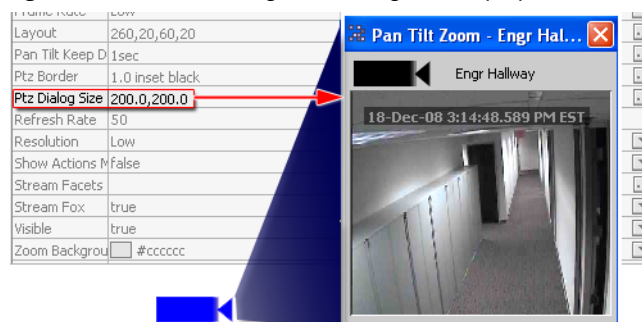 Frame Rate Low
Layout 260,20,60,20
Pan Tilt Keep D 1sec
Ptz Border 1.0 inset black
Ptz Dialog Size 200.0,200.0
Refresh Rate 50
Resolution Low
Show Actions M false
Stream Facets
Stream Fox true
Visible true
Zoom Backgrou #cccccc
Pan Tilt Zoom - Engr Hal...
Engr Hallway
18-Dec-08 3:14:48.589 PM EST